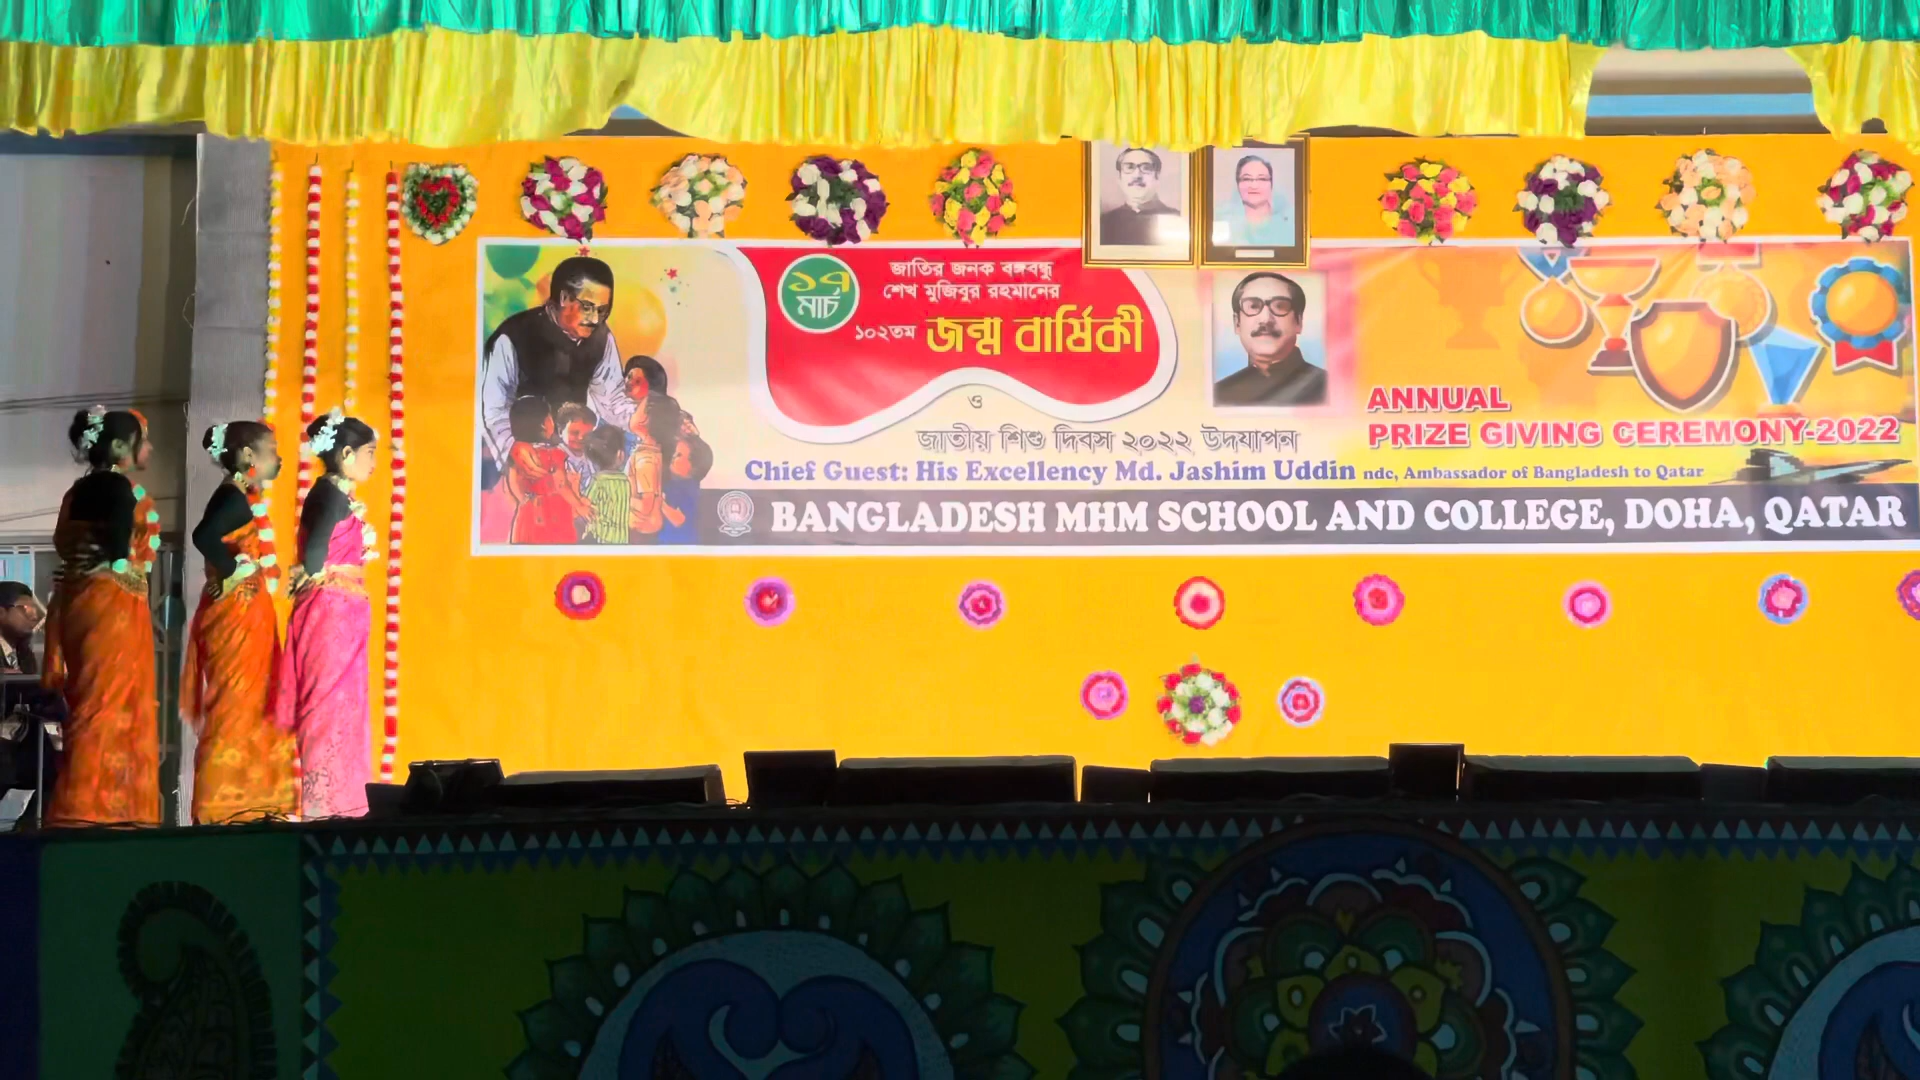 ১৭
মার্চ
জাতির জনক বঙ্গবন্ধু
শেখ মুজিবুর রহমানের
১০২তম জন্ম বার্ষিকী
ও
জাতীয় শিশু দিবস ২০২২ উদযাপন
ANNUAL
PRIZE GIVING CEREMONY-2022
Chief Guest: His Excellency Md. Jashim Uddin ndc, Ambassador of Bangladesh to Qatar
BANGLADESH MHM SCHOOL AND COLLEGE, DOHA, QATAR